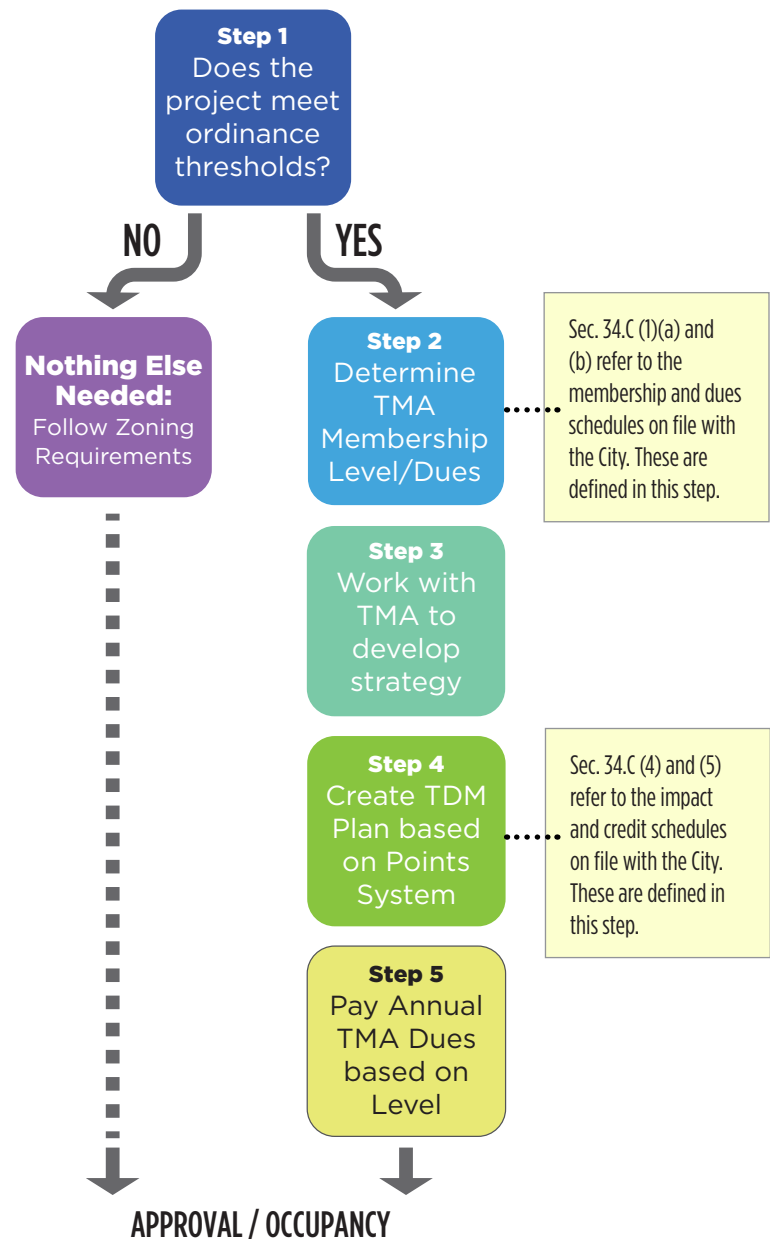 Step 1
Does the
project meet
ordinance
thresholds?
NO
YES
Nothing Else
Needed:
Follow Zoning
Requirements
Step 2
Determine
TMA
Membership
Level/Dues
Sec. 34.C (1)(a) and
(b) refer to the
membership and dues
schedules on file with
the City. These are
defined in this step.
Step 3
Work with
TMA to
develop
strategy
Step 4
Create TDM
Plan based
on Points
System
Sec. 34.C (4) and (5)
refer to the impact
and credit schedules
on file with the City.
These are defined in
this step.
Step 5
Pay Annual
TMA Dues
based on
Level
APPROVAL / OCCUPANCY